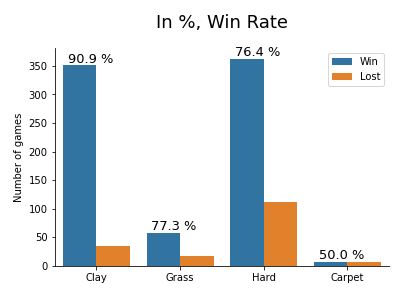 In %, Win Rate
90.9 %
77.3 %
76.4 %
50.0 %
Win
Lost
Number of games
350
300
250
200
150
100
50
0
Clay
Grass
Hard
Carpet